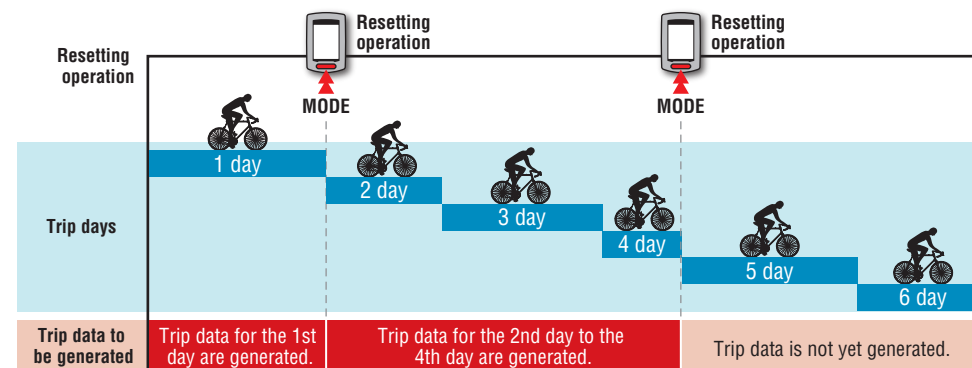 Resetting
operation
Resetting
operation
Resetting
operation
MODE
MODE
Trip days
1 day
2 day
3 day
4 day
5 day
6 day
Trip data to
be generated
Trip data for the 1st
day are generated.
Trip data for the 2nd day to the
4th day are generated.
Trip data is not yet generated.